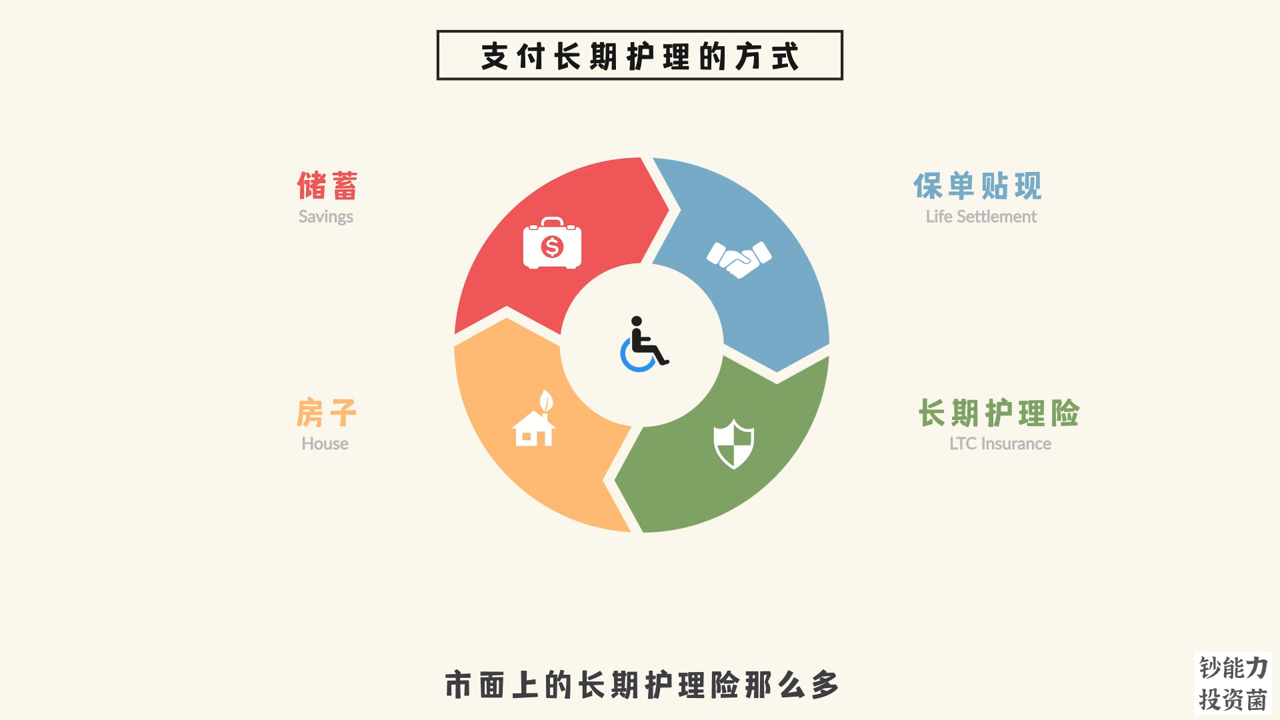 支付长期护理的方式
储蓄
Savings
保单贴现
Life Settlement
$
房子
House
长期护理险
LTC Insurance
市面上的长期护理险那么多
钞能力
投资菌